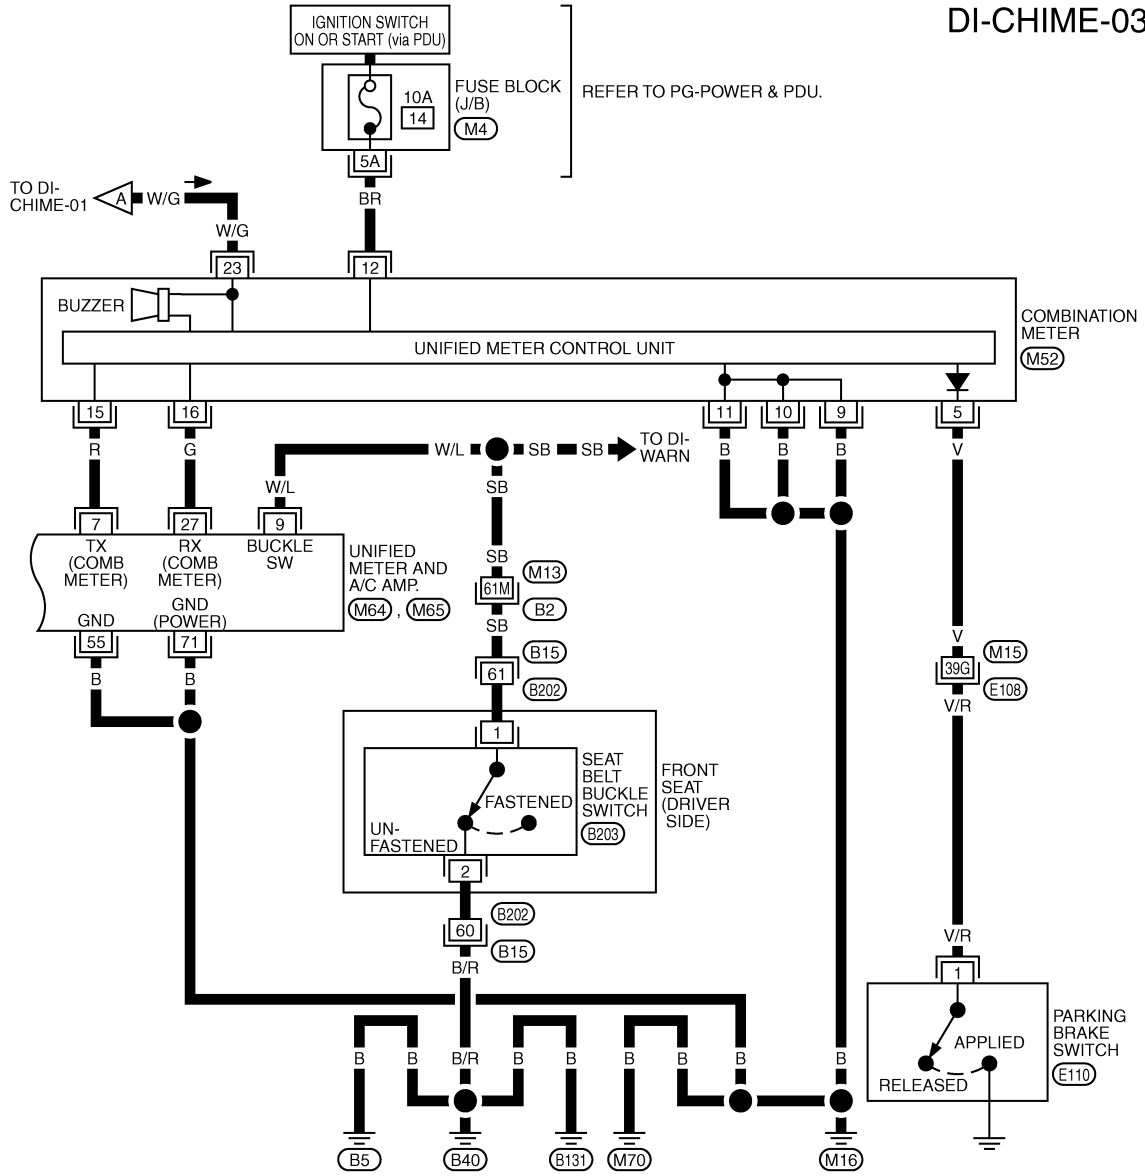 DI-CHIME-03
IGNITION SWITCH
ON OR START (via PDU)
FUSE BLOCK
(J/B)
M4
10A
14
5A
REFER TO PG-POWER & PDU.
TO DI-
CHIME-01
A
W/G
W/G
BR
23
12
BUZZER
COMBINATION
METER
M52
UNIFIED METER CONTROL UNIT
15
16
11
10
9
5
R
G
W/L
SB
SB
TO DI-
WARN
B
B
B
V
W/L
SB
7
27
9
TX
(COMB
METER)
RX
(COMB
METER)
BUCKLE
SW
UNIFIED
METER AND
A/C AMP.
M64 , M65
GND
GND
(POWER)
55
71
B
B
SB
61M
M13
B2
SB
61
B15
B202
V
39G
M15
E108
V/R
1
SEAT
BELT
BUCKLE
SWITCH
B203
FASTENED
UN-
FASTENED
FRONT
SEAT
(DRIVER
SIDE)
2
60
B202
B15
B/R
V/R
1
PARKING
BRAKE
SWITCH
E110
APPLIED
RELEASED
B
B
B/R
B
B
B
B
B
B
B5
B40
B131
M70
M16